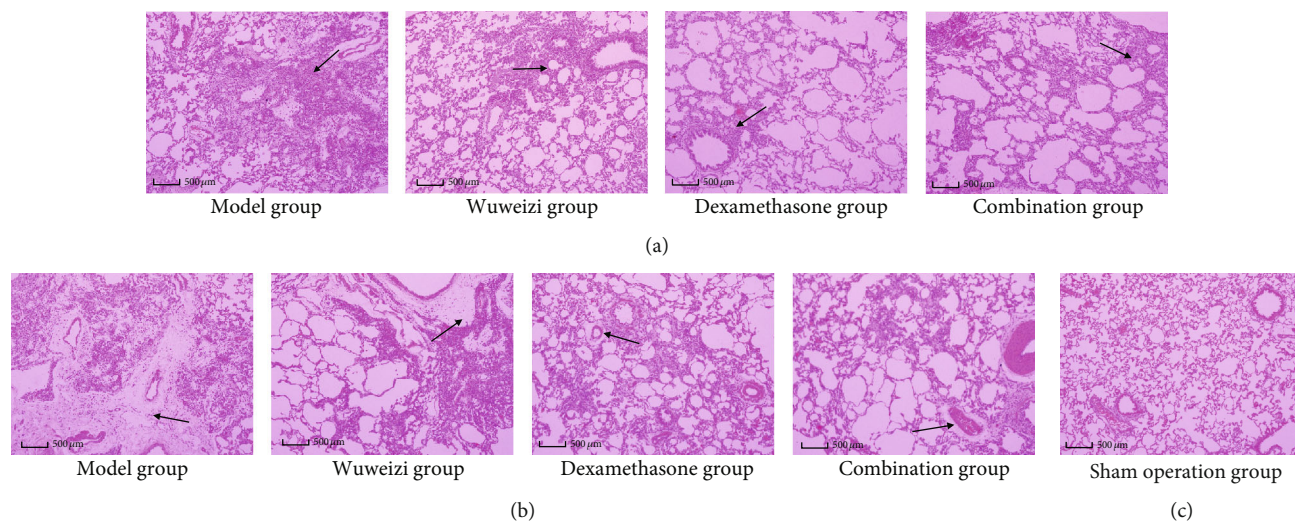 500 μm
500 μm
500 μm
500 μm
Model group
Wuweizi group
Dexamethasone group
Combination group
(a)
500 μm
500 μm
500 μm
500 μm
500 μm
Model group
Wuweizi group
Dexamethasone group
Combination group
Sham operation group
(b)
(c)